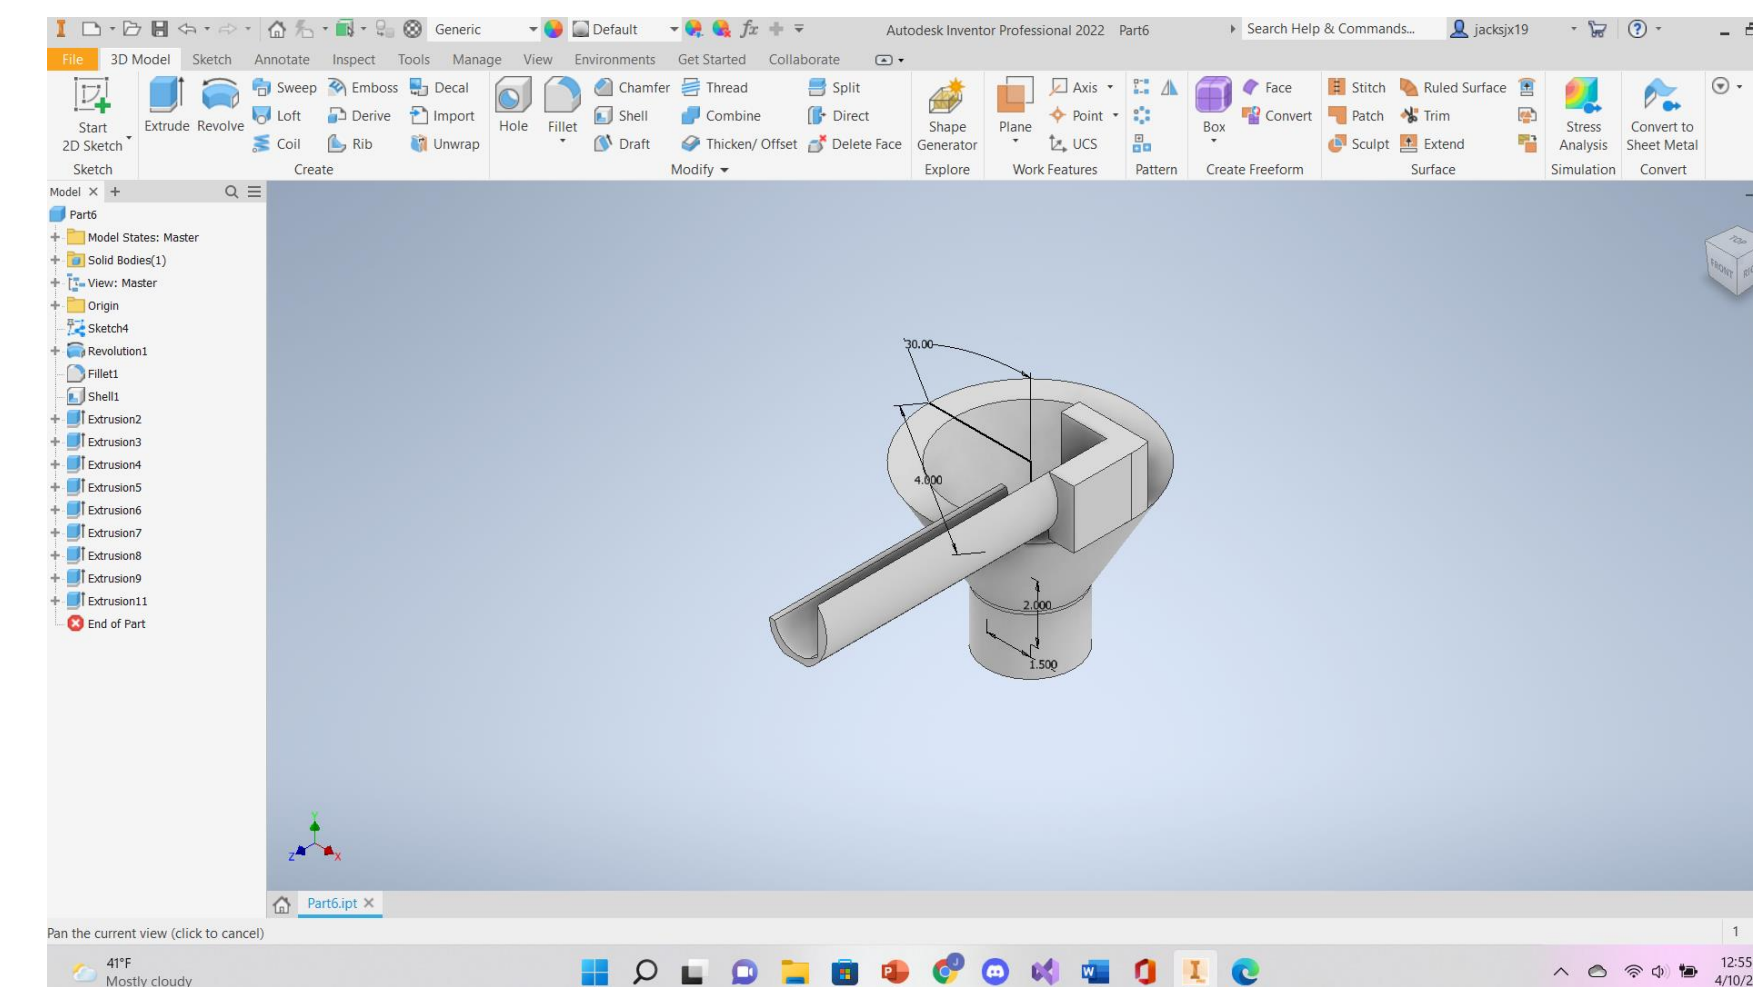 Generic
Default
fx
Autodesk Inventor Professional 2022 Part6
Search Help & Commands...
jacksjx19
File 3D Model Sketch Annotate Inspect Tools Manage View Environments Get Started Collaborate
Start
2D Sketch
Extrude Revolve
Sweep Emboss Decal
Loft Derive Import
Coil Rib Unwrap
Hole Fillet
Chamfer Thread Split
Shell Combine Direct
Draft Thicken/ Offset Delete Face
Shape
Generator
Plane
Axis
Point
UCS
Box
Face
Convert
Stitch Ruled Surface
Patch Trim
Sculpt Extend
Stress
Analysis
Convert to
Sheet Metal
Sketch Create Modify Explore Work Features Pattern Create Freeform Surface Simulation Convert
Model
Part6
Model States: Master
Solid Bodies(1)
View: Master
Origin
Sketch4
Revolution1
Fillet1
Shell1
Extrusion2
Extrusion3
Extrusion4
Extrusion5
Extrusion6
Extrusion7
Extrusion8
Extrusion9
Extrusion11
End of Part
TOP
FRONT
30.00
4.000
2.000
1.500
Y
Z X
Part6.ipt
Pan the current view (click to cancel)
1
41°F
Mostly cloudy
12:55
4/10/2